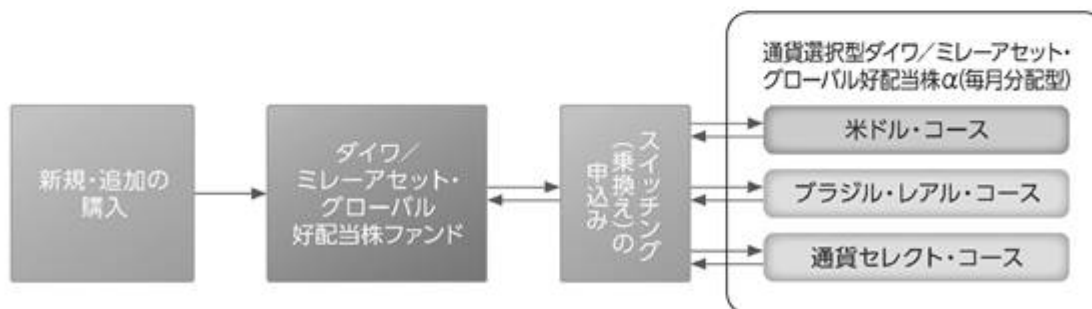 新規・追加の
購入
ダイワ/
ミレーアセット・
グローバル
好配当株ファンド
スイッチング
(乗換え)の
申込み
通貨選択型ダイワ/ミレーアセット・
グローバル好配当株α(毎月分配型)
米ドル・コース
ブラジル・レアル・コース
通貨セレクト・コース